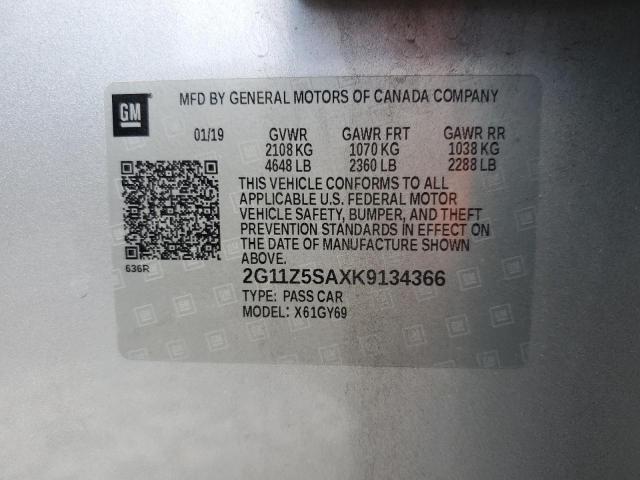 GM
MFD BY GENERAL MOTORS OF CANADA COMPANY
01/19 GVWR GAWR FRT GAWR RR
2108 KG 1070 KG 1038 KG
4648 LB 2360 LB 2288 LB
THIS VEHICLE CONFORMS TO ALL
APPLICABLE U.S. FEDERAL MOTOR
VEHICLE SAFETY, BUMPER, AND THEFT
PREVENTION STANDARDS IN EFFECT ON
THE DATE OF MANUFACTURE SHOWN
ABOVE.
636R
2G11Z5SAXK9134366
TYPE: PASS CAR
MODEL: X61GY69